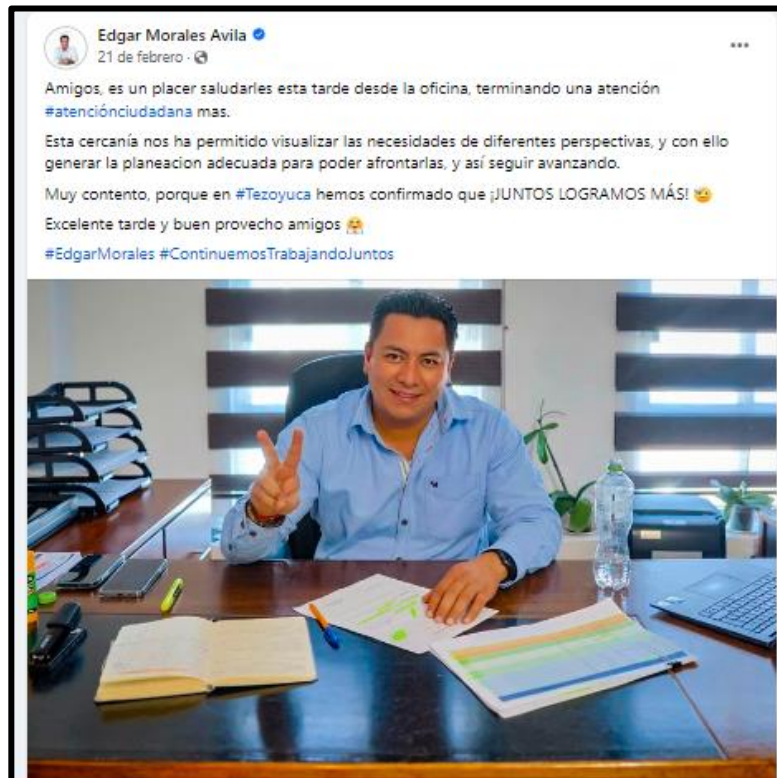 Edgar Morales Avila
21 de febrero ·
Amigos, es un placer saludarles esta tarde desde la oficina, terminando una atención
#atenciónciudadana mas.
Esta cercanía nos ha permitido visualizar las necesidades de diferentes perspectivas, y con ello
generar la planeacion adecuada para poder afrontarlas, y así seguir avanzando.
Muy contento, porque en #Tezoyuca hemos confirmado que ¡JUNTOS LOGRAMOS MÁS! 🤓
Excelente tarde y buen provecho amigos 🤗
#EdgarMorales #ContinuemosTrabajandoJuntos